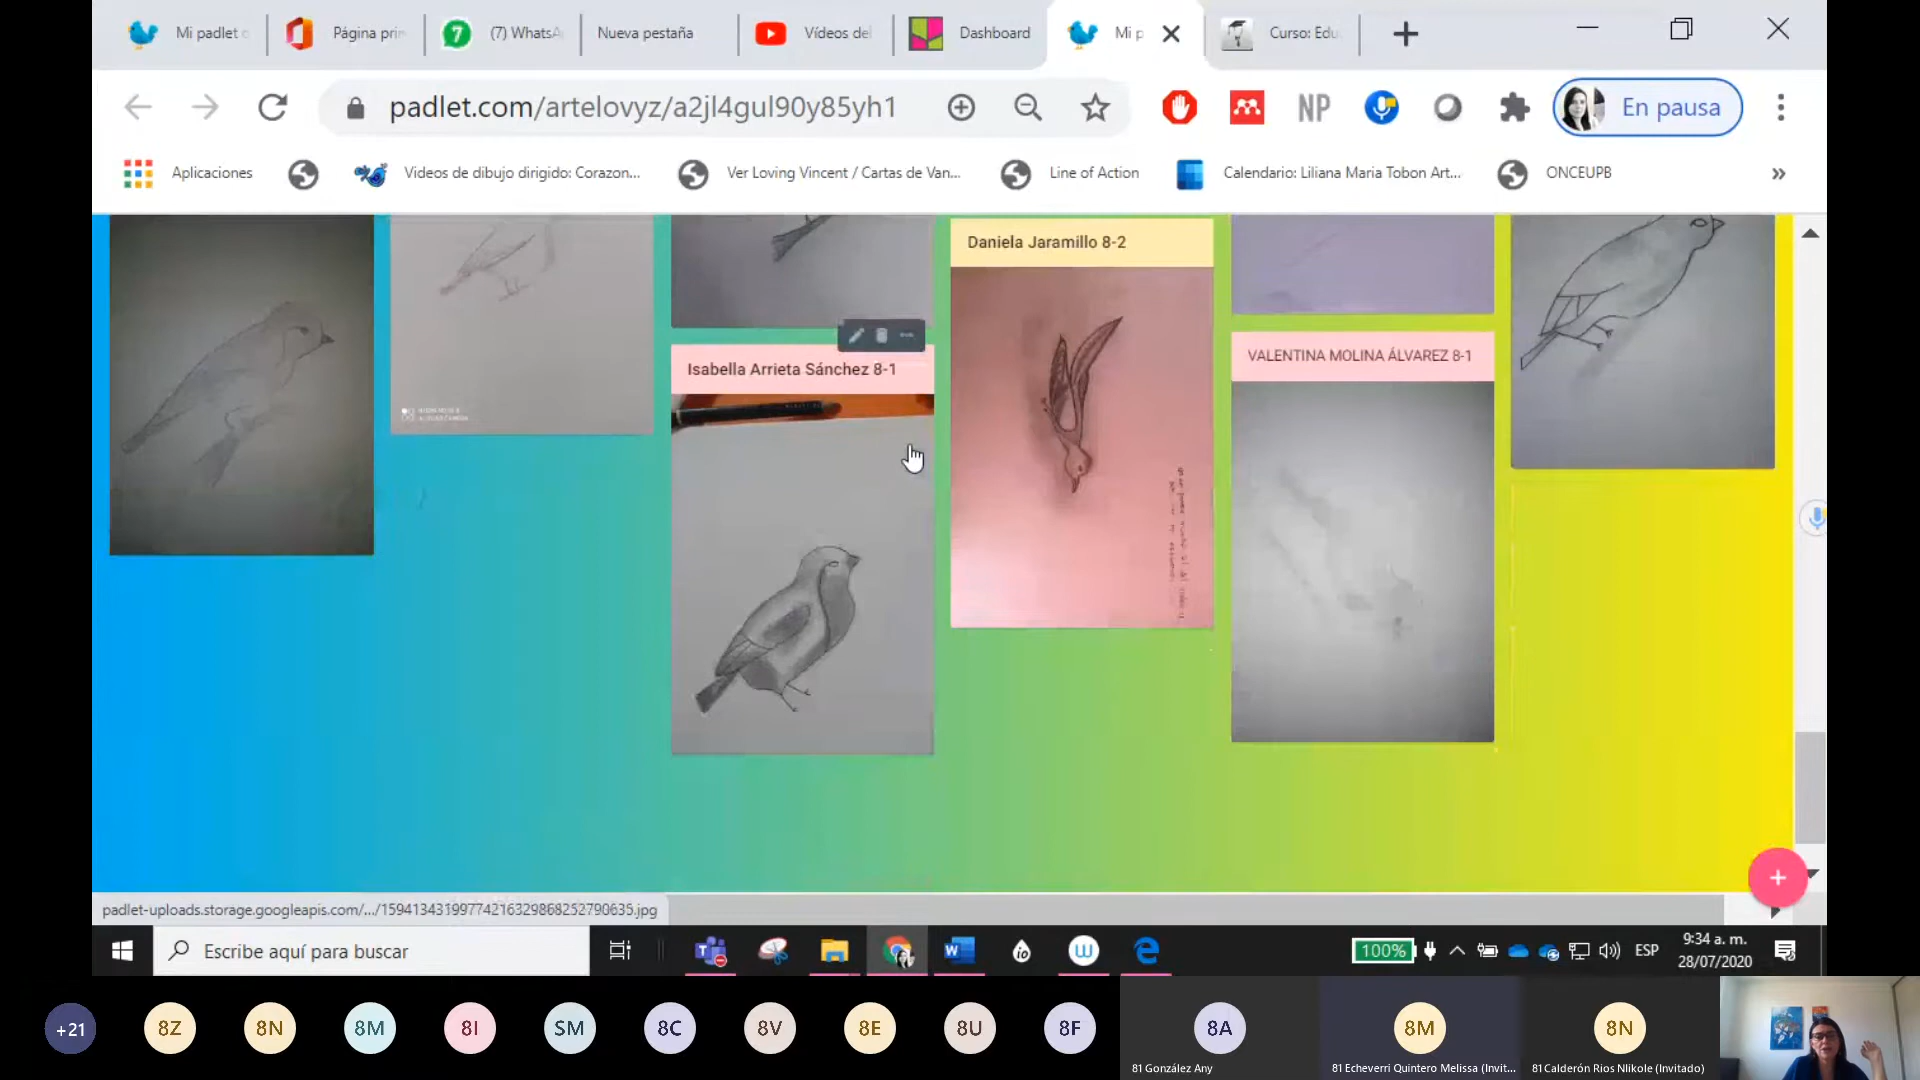 Mi padlet
Página prin
(7) WhatsA
Nueva pestaña
Vídeos de
Dashboard
Mi p
Curso: Edu
padlet.com/artelovyz/a2jl4gul90y85yh1
NP
En pausa
Aplicaciones
Videos de dibujo dirigido: Corazon...
Ver Loving Vincent / Cartas de Van...
Line of Action
Calendario: Liliana Maria Tobon Art...
ONCEUPB
»
Daniela Jaramillo 8-2
Isabella Arrieta Sánchez 8-1
VALENTINA MOLINA ÁLVAREZ 8-1
padlet-uploads.storage.googleapis.com/.../1594134319977421632986825279063​5.jpg
Escribe aquí para buscar
100%
ESP
9:34 a. m.
28/07/2020
+21
8Z
8N
8M
8I
SM
8C
8V
8E
8U
8F
8A
8M
8N
81 González Any
81 Echeverri Quintero Melissa (Invit...
81 Calderón Rios Nlikole (Invitado)